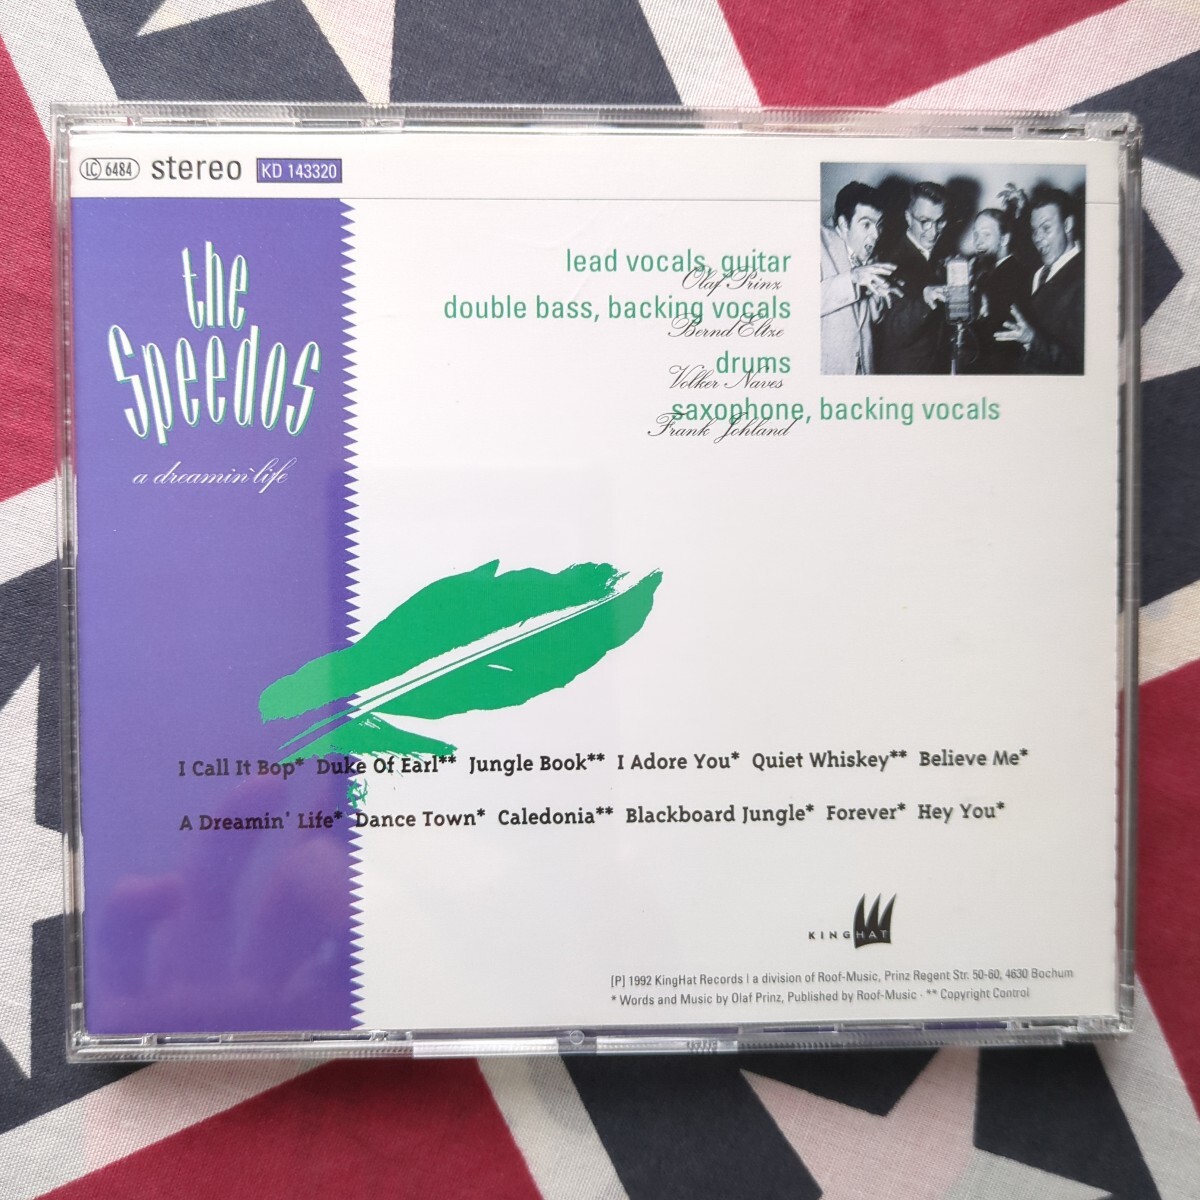 LC 6484 stereo KD 143320
the
Speedos
a dreamin' life
lead vocals, guitar
Olaf Prinz
double bass, backing vocals
Bernd Eltze
drums
Volker Naves
saxophone, backing vocals
Frank Johland
I Call It Bop* Duke Of Earl** Jungle Book** I Adore You* Quiet Whiskey** Believe Me*
A Dreamin' Life* Dance Town* Caledonia** Blackboard Jungle* Forever* Hey You*
KINGHAT
[P] 1992 KingHat Records | a division of Roof-Music, Prinz Regent Str. 50-60, 4630 Bochum
* Words and Music by Olaf Prinz, Published by Roof-Music · ** Copyright Control